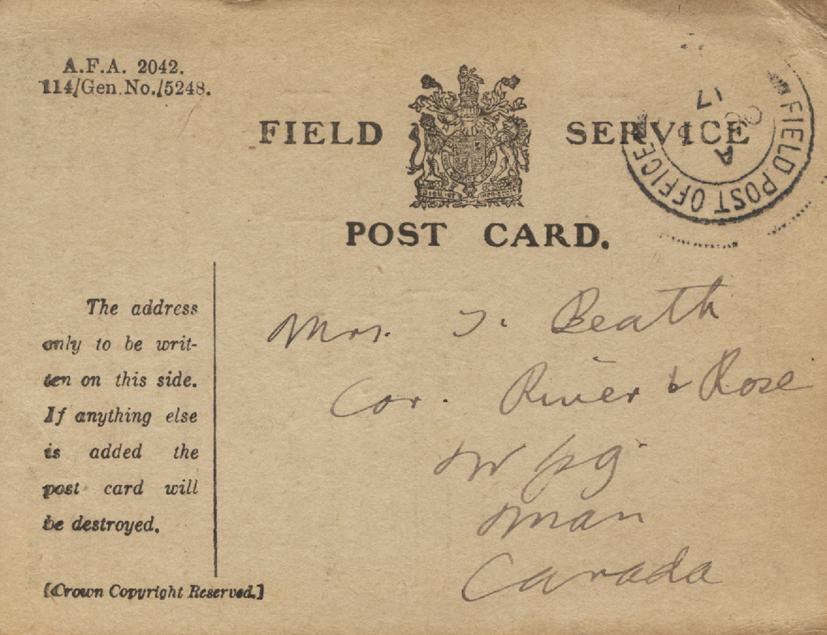 A.F.A. 2042.
114/Gen.No./5248.
FIELD SERVICE
POST CARD.
FIELD POST OFFICE
A
OC
17
The address
only to be writ-
ten on this side.
If anything else
is added the
post card will
be destroyed.
[Crown Copyright Reserved.]
Mrs. J. Beath
Cor. River & Rose
Wpg.
Man
Canada